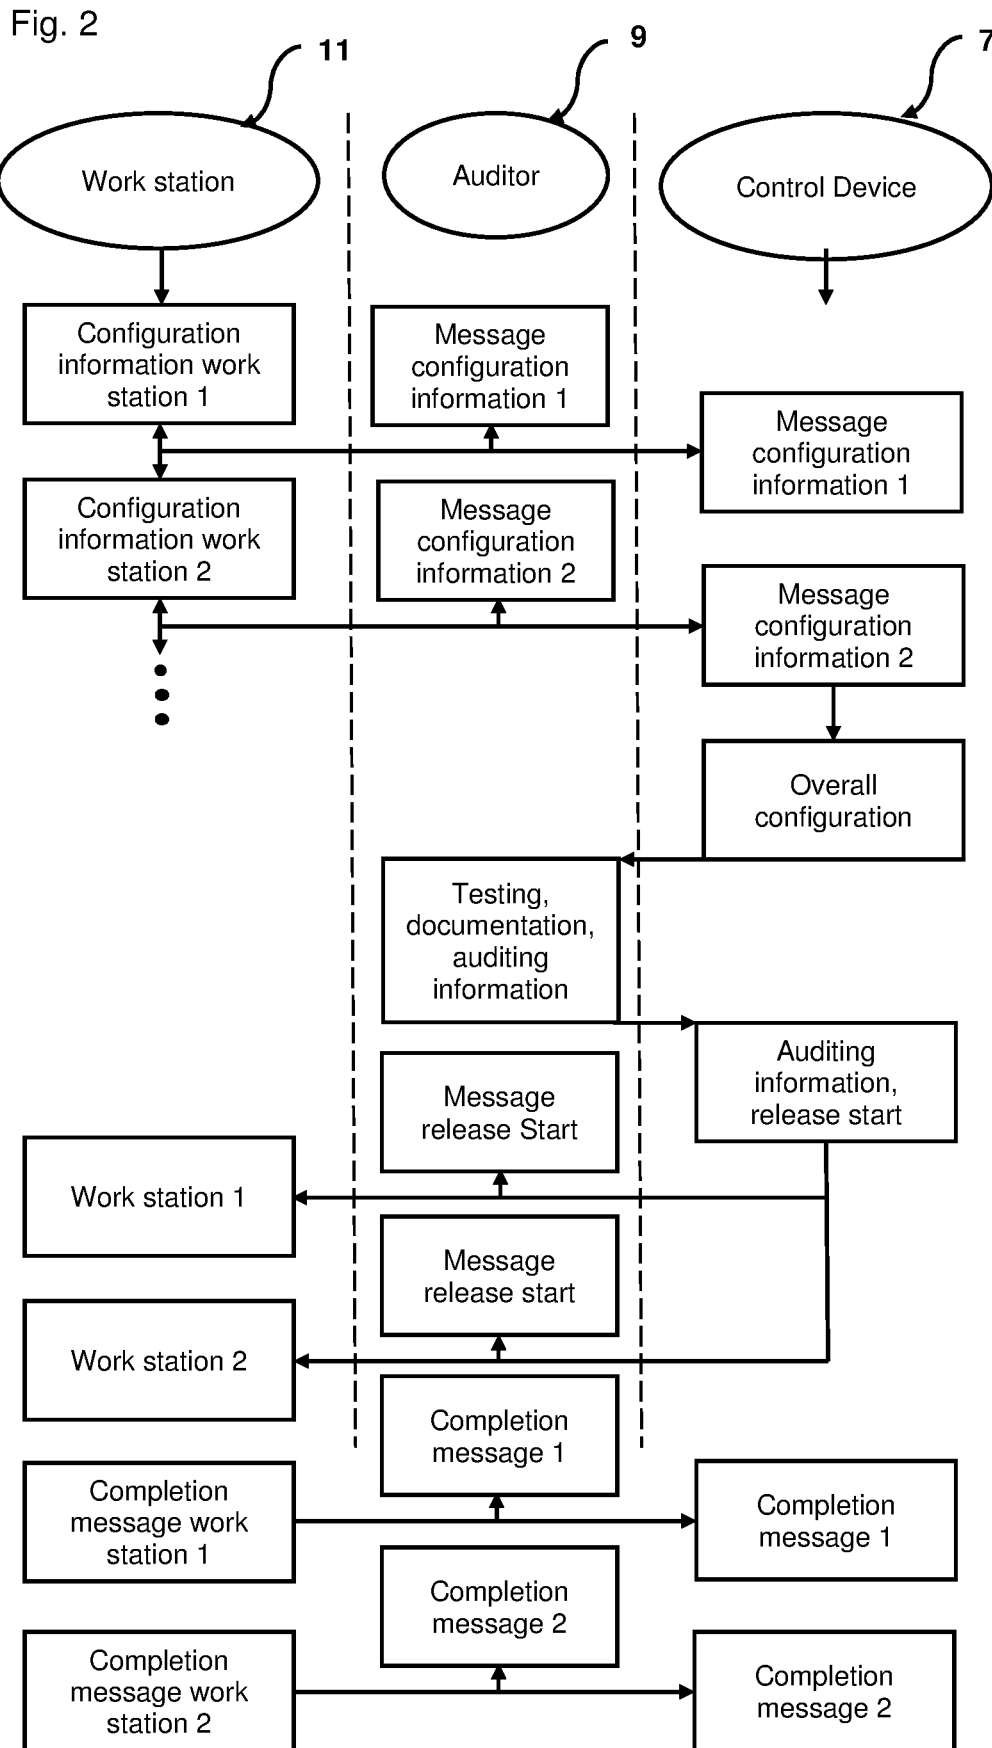 Fig. 2
11
9
7
Work station
Auditor
Control Device
Configuration
information work
station 1
Message
configuration
information 1
Message
configuration
information 1
Configuration
information work
station 2
Message
configuration
information 2
Message
configuration
information 2
Overall
configuration
Testing,
documentation,
auditing
information
Auditing
information,
release start
Message
release Start
Work station 1
Message
release start
Work station 2
Completion
message 1
Completion
message work
station 1
Completion
message 1
Completion
message 2
Completion
message work
station 2
Completion
message 2